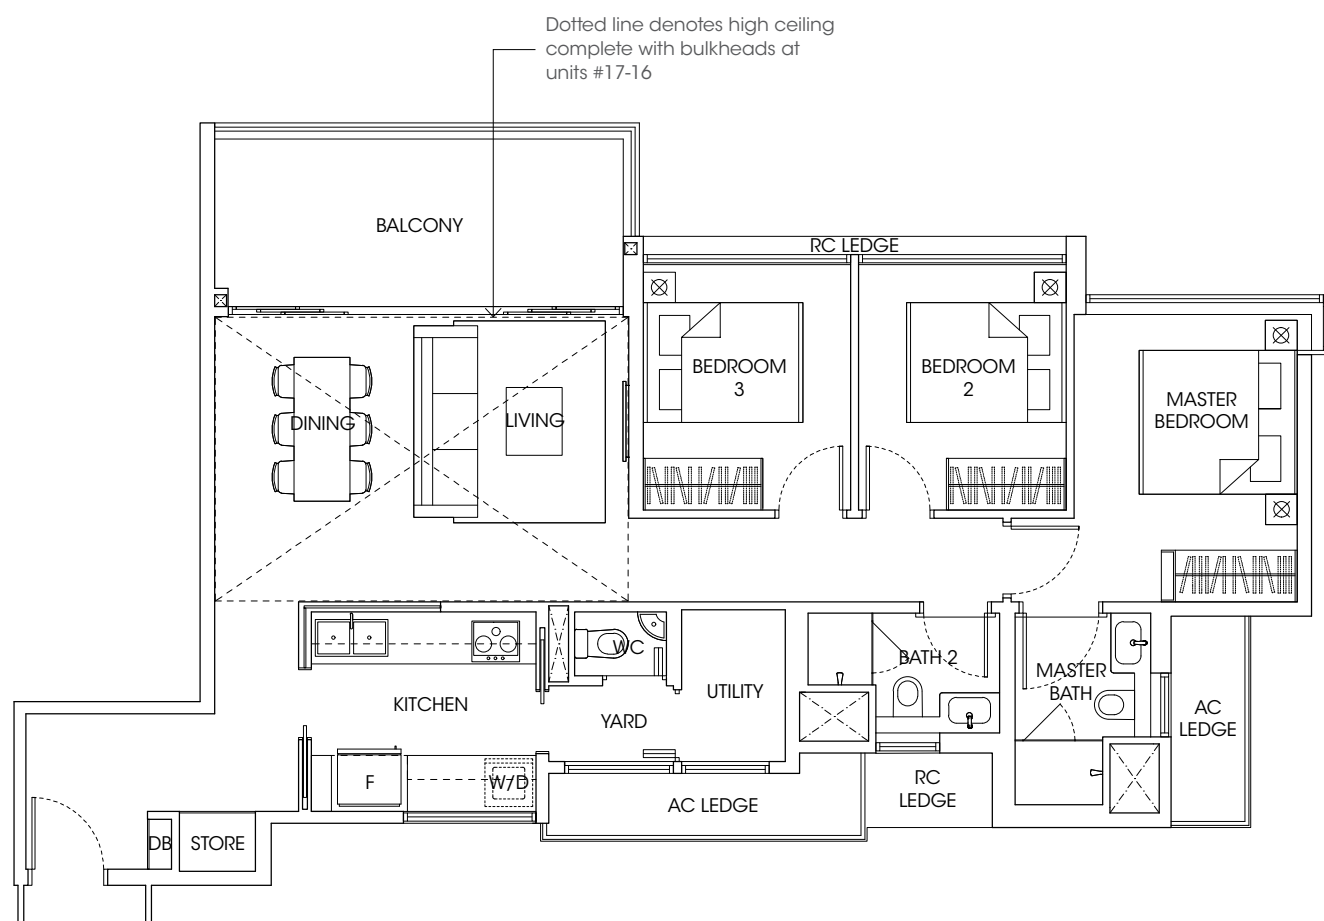 Dotted line denotes high ceiling
complete with bulkheads at
units #17-16
BALCONY
RC LEDGE
BEDROOM
3
BEDROOM
2
MASTER
BEDROOM
DINING
LIVING
WC
BATH 2
MASTER
BATH
UTILITY
KITCHEN
YARD
AC
LEDGE
F
W/D
AC LEDGE
RC
LEDGE
DB
STORE